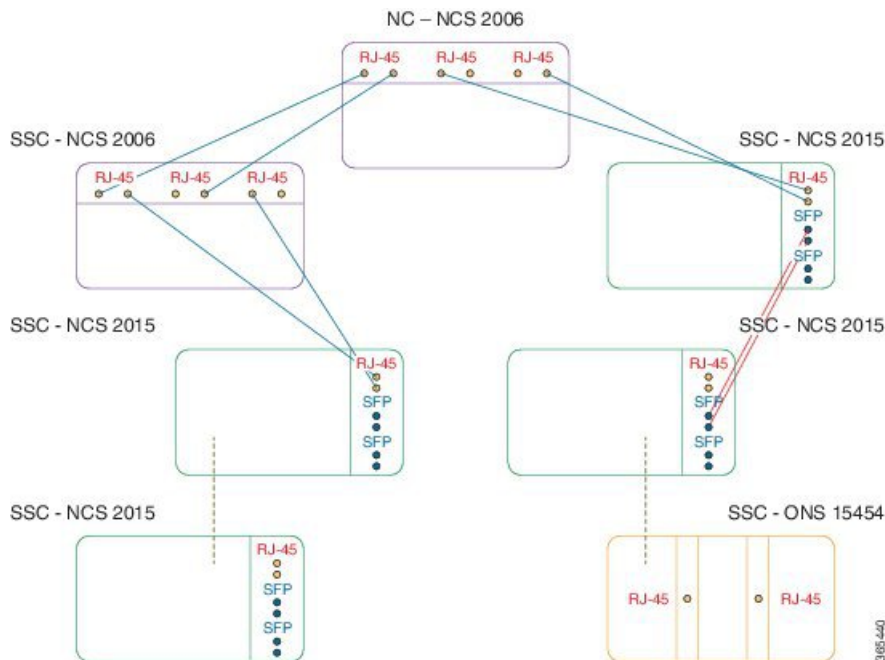 NC – NCS 2006
RJ-45 RJ-45 RJ-45
SSC - NCS 2006
RJ-45 RJ-45 RJ-45
SSC - NCS 2015
RJ-45
SFP
SFP
SSC - NCS 2015
RJ-45
SFP
SFP
SSC - NCS 2015
RJ-45
SFP
SFP
SSC - NCS 2015
RJ-45
SFP
SFP
SSC - ONS 15454
RJ-45 RJ-45
365440